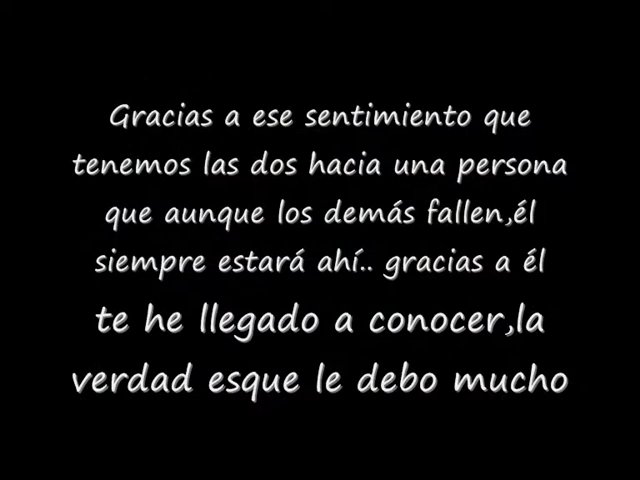 Gracias a ese sentimiento que
tenemos las dos hacia una persona
que aunque los demás fallen,él
siempre estará ahí.. gracias a él
te he llegado a conocer,la
verdad esque le debo mucho